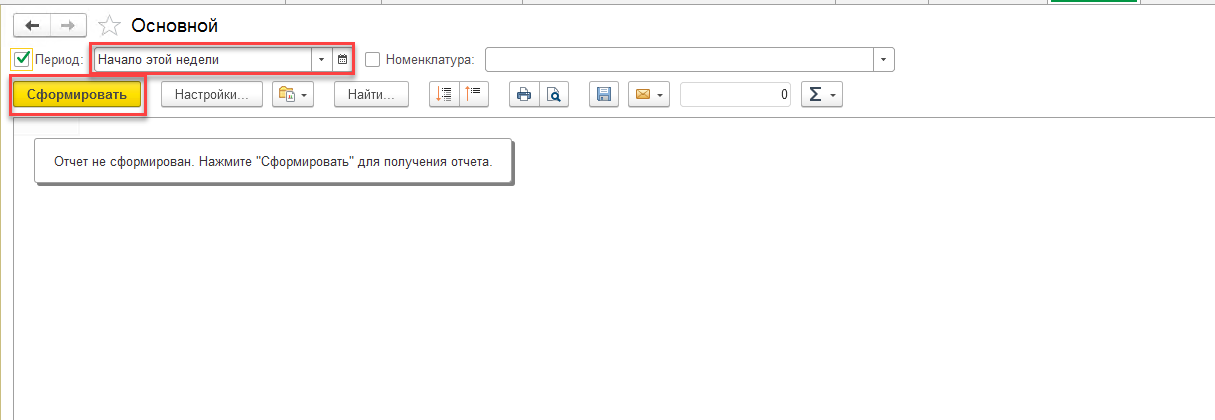 Основной
Период: Начало этой недели Номенклатура:
Сформировать Настройки... Найти... 0 Σ
Отчет не сформирован. Нажмите "Сформировать" для получения отчета.